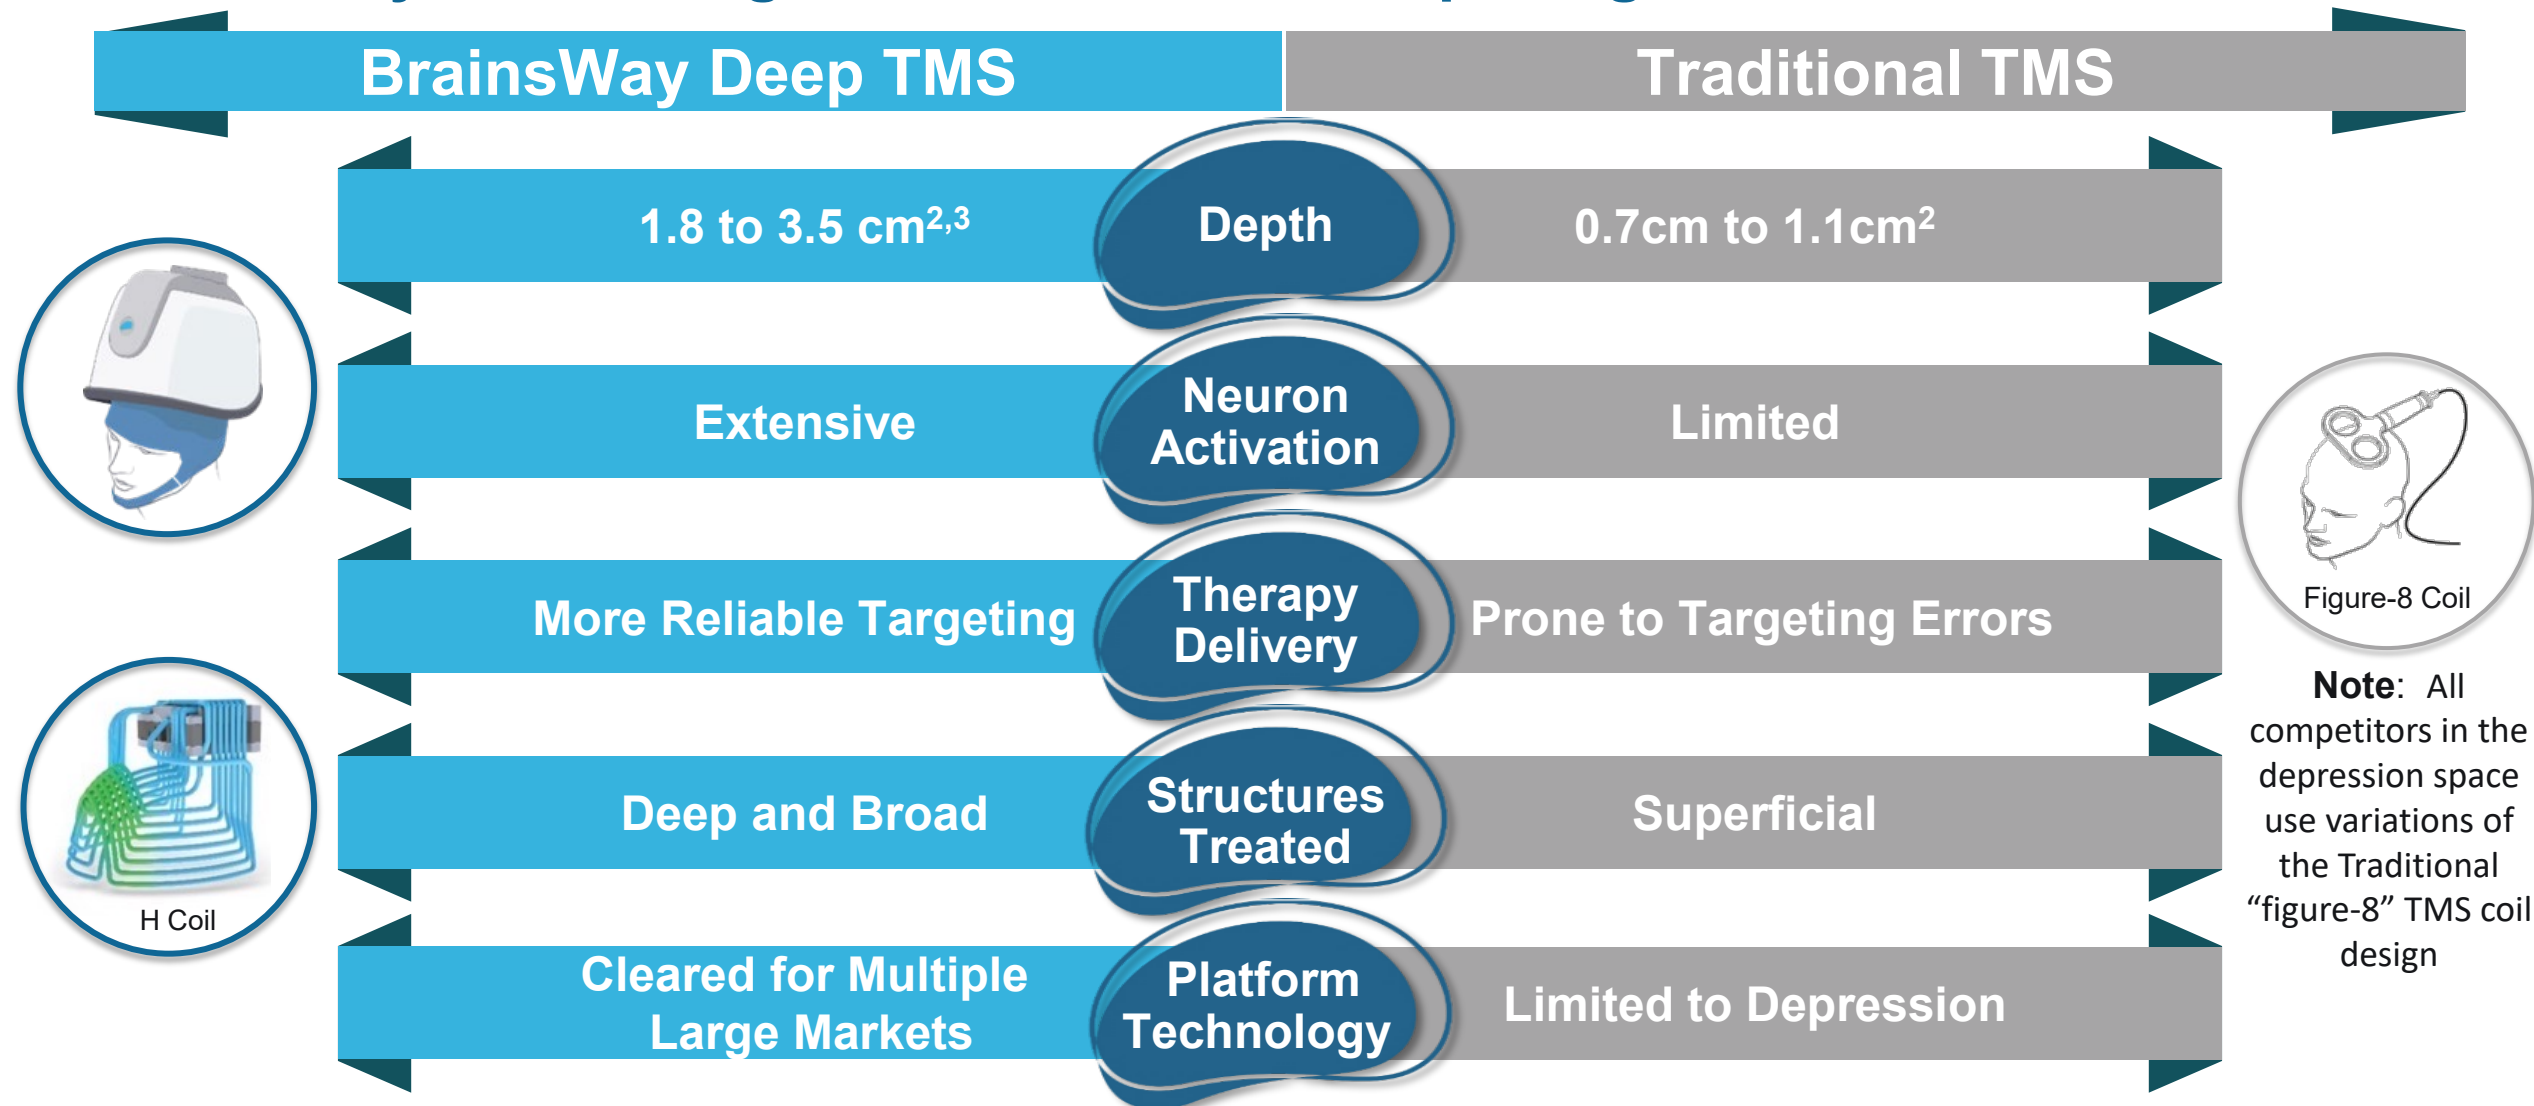 BrainsWay Deep TMS
Traditional TMS
1.8 to 3.5 cm2,3
Depth
0.7cm to 1.1cm2
Extensive
Neuron
Activation
Limited
More Reliable Targeting
Therapy
Delivery
Prone to Targeting Errors
Deep and Broad
Structures
Treated
Superficial
Cleared for Multiple
Large Markets
Platform
Technology
Limited to Depression
H Coil
Figure-8 Coil
Note: All
competitors in the
depression space
use variations of
the Traditional
“figure-8” TMS coil
design